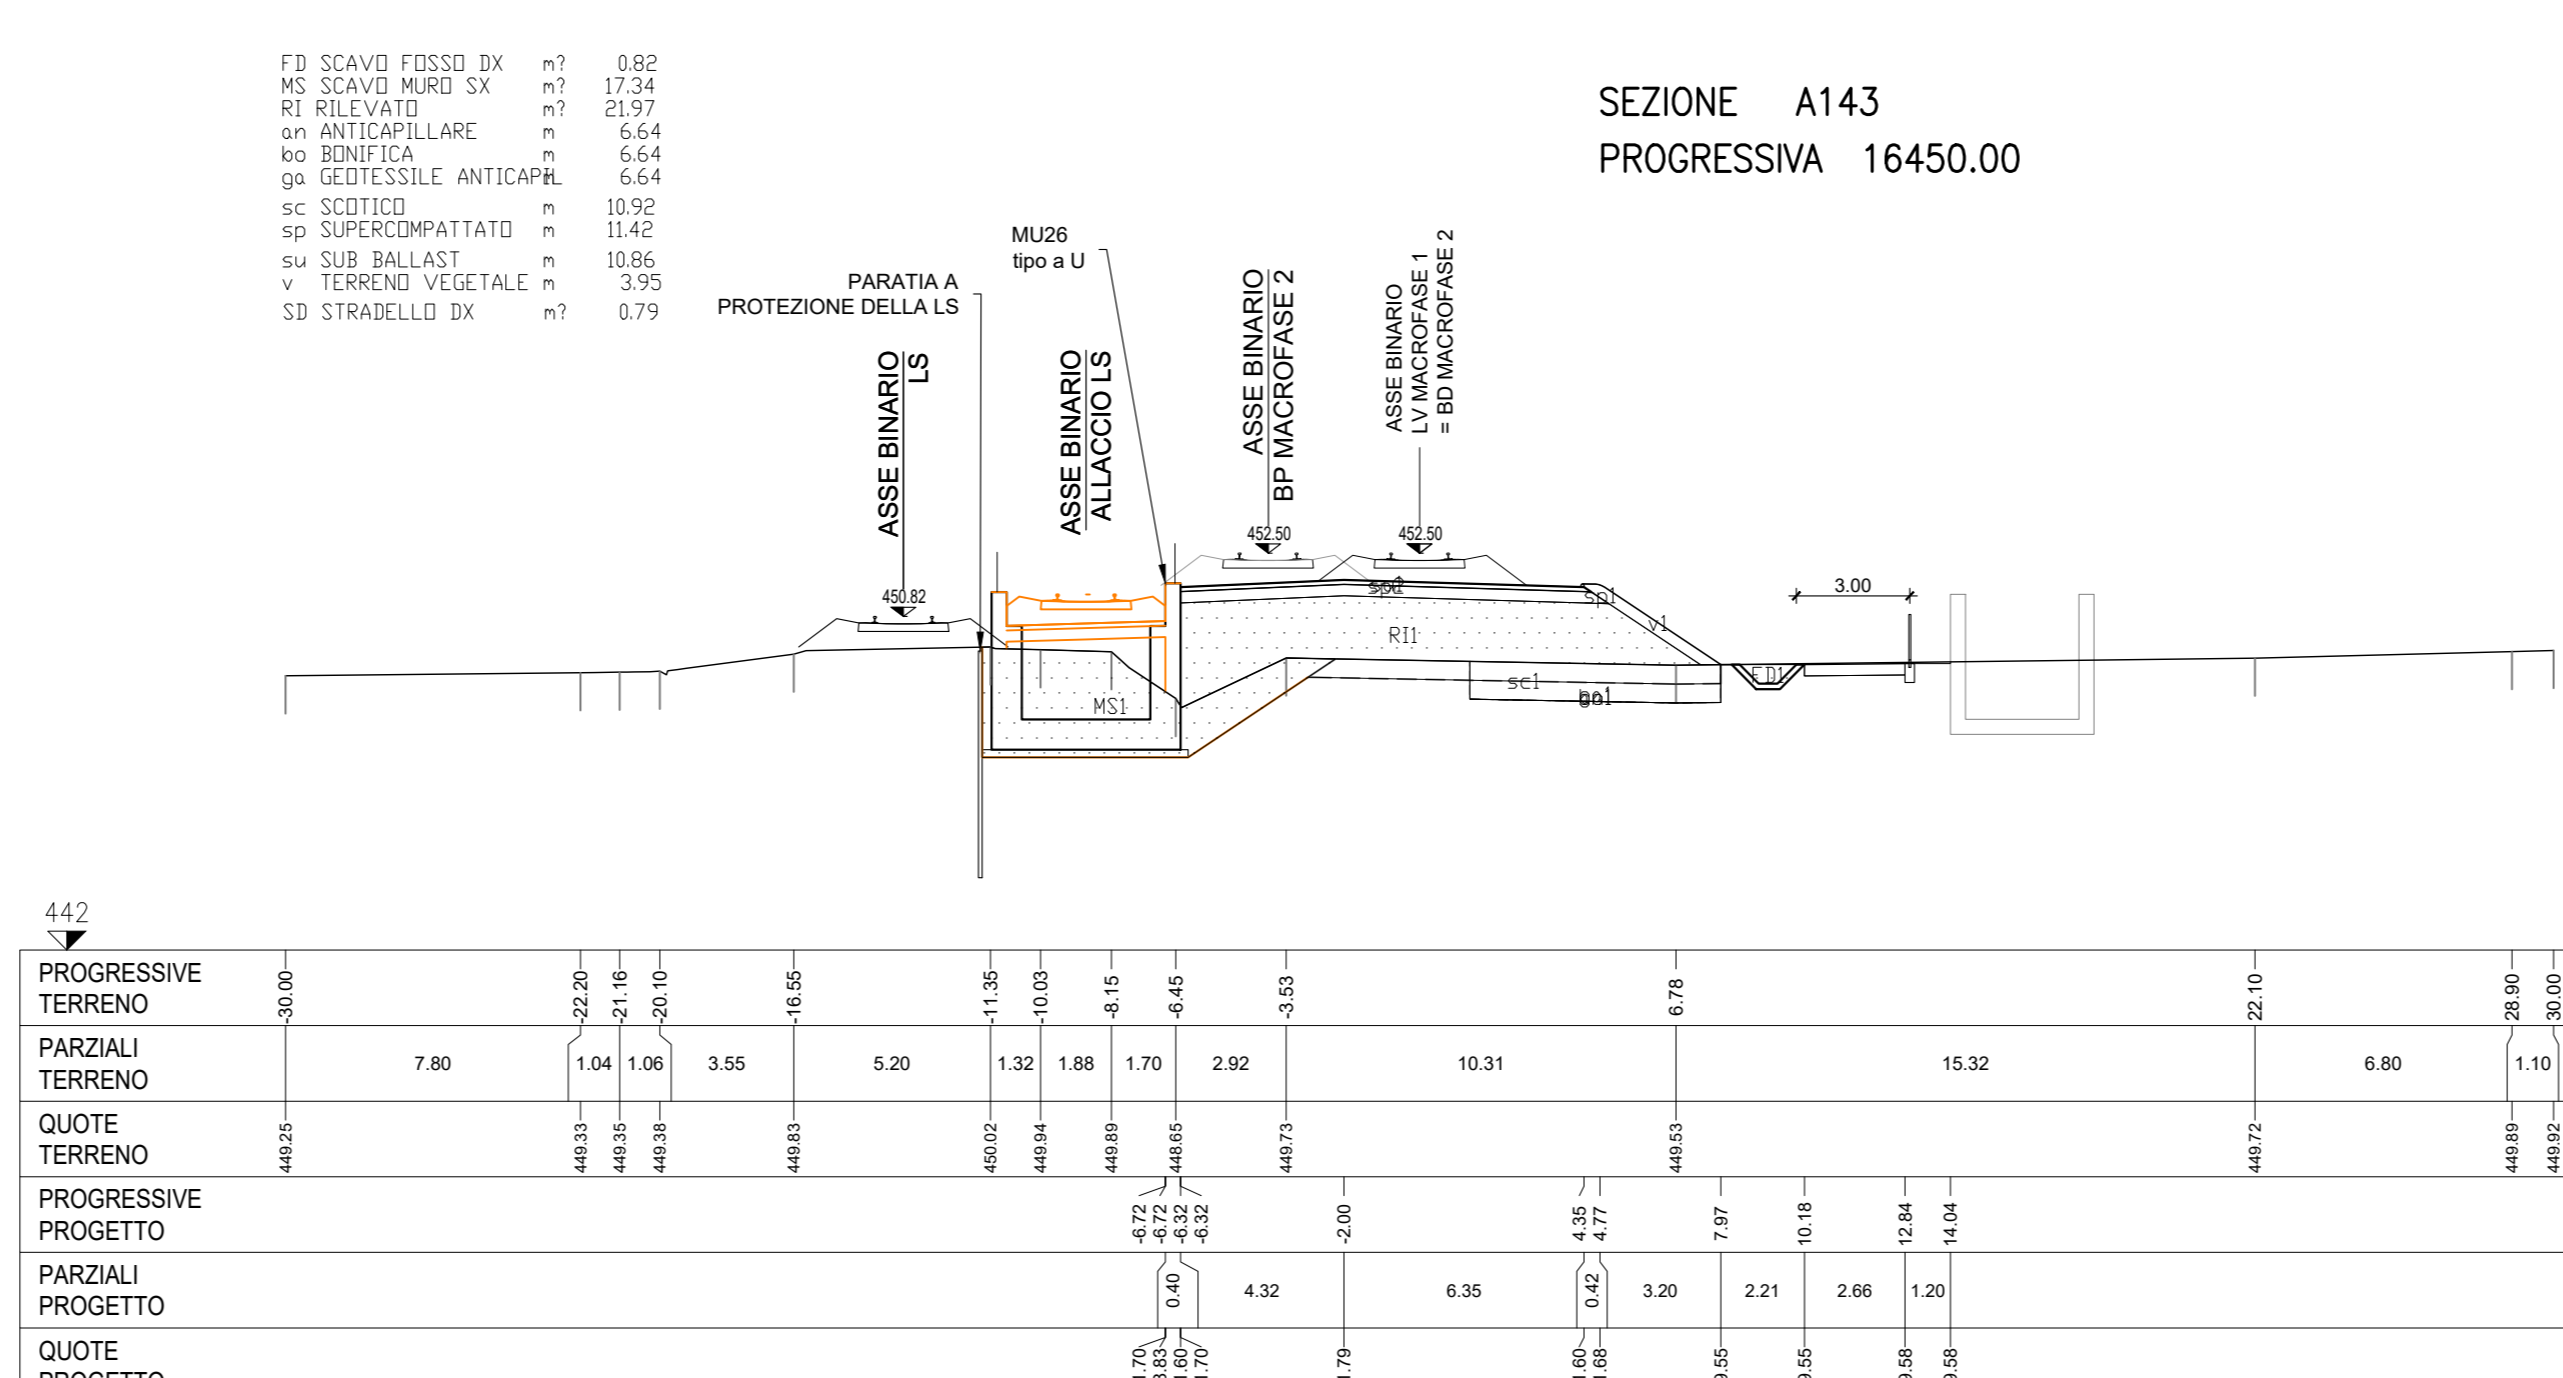 FD SCAVO FOSSO DX m? 0.82
MS SCAVO MURO SX m? 17.34
RI RILEVATO m? 21.97
an ANTICAPILLARE m 6.64
bo BONIFICA m 6.64
ga GEOTESSILE ANTICAPIL m 6.64
sc SCOTICO m 10.92
sp SUPERCOMPATTATO m 11.42
su SUB BALLAST m 10.86
v TERRENO VEGETALE m 3.95
SD STRADELLO DX m? 0.79
SEZIONE A143
PROGRESSIVA 16450.00
PARATIA A
PROTEZIONE DELLA LS
MU26
tipo a U
ASSE BINARIO
LS
ASSE BINARIO
ALLACCIO LS
ASSE BINARIO
BP MACROFASE 2
ASSE BINARIO
LV MACROFASE 1
= BD MACROFASE 2
450.82
452.50
452.50
3.00
sp1
v1
RI1
sc1
MS1
FD1
442
PROGRESSIVE
TERRENO
-30.00 -22.20 -21.16 -20.10 -16.55 -11.35 -10.03 -8.15 -6.45 -3.53 6.78 22.10 28.90 30.00
PARZIALI
TERRENO
7.80 1.04 1.06 3.55 5.20 1.32 1.88 1.70 2.92 10.31 15.32 6.80 1.10
QUOTE
TERRENO
449.25 449.33 449.35 449.38 449.83 450.02 449.94 449.89 448.65 449.73 449.53 449.72 449.89 449.92
PROGRESSIVE
PROGETTO
-6.72 -6.72 -6.32 -6.32 -2.00 4.35 4.77 7.97 10.18 12.84 14.04
PARZIALI
PROGETTO
0.40 4.32 6.35 0.42 3.20 2.21 2.66 1.20
QUOTE
PROGETTO